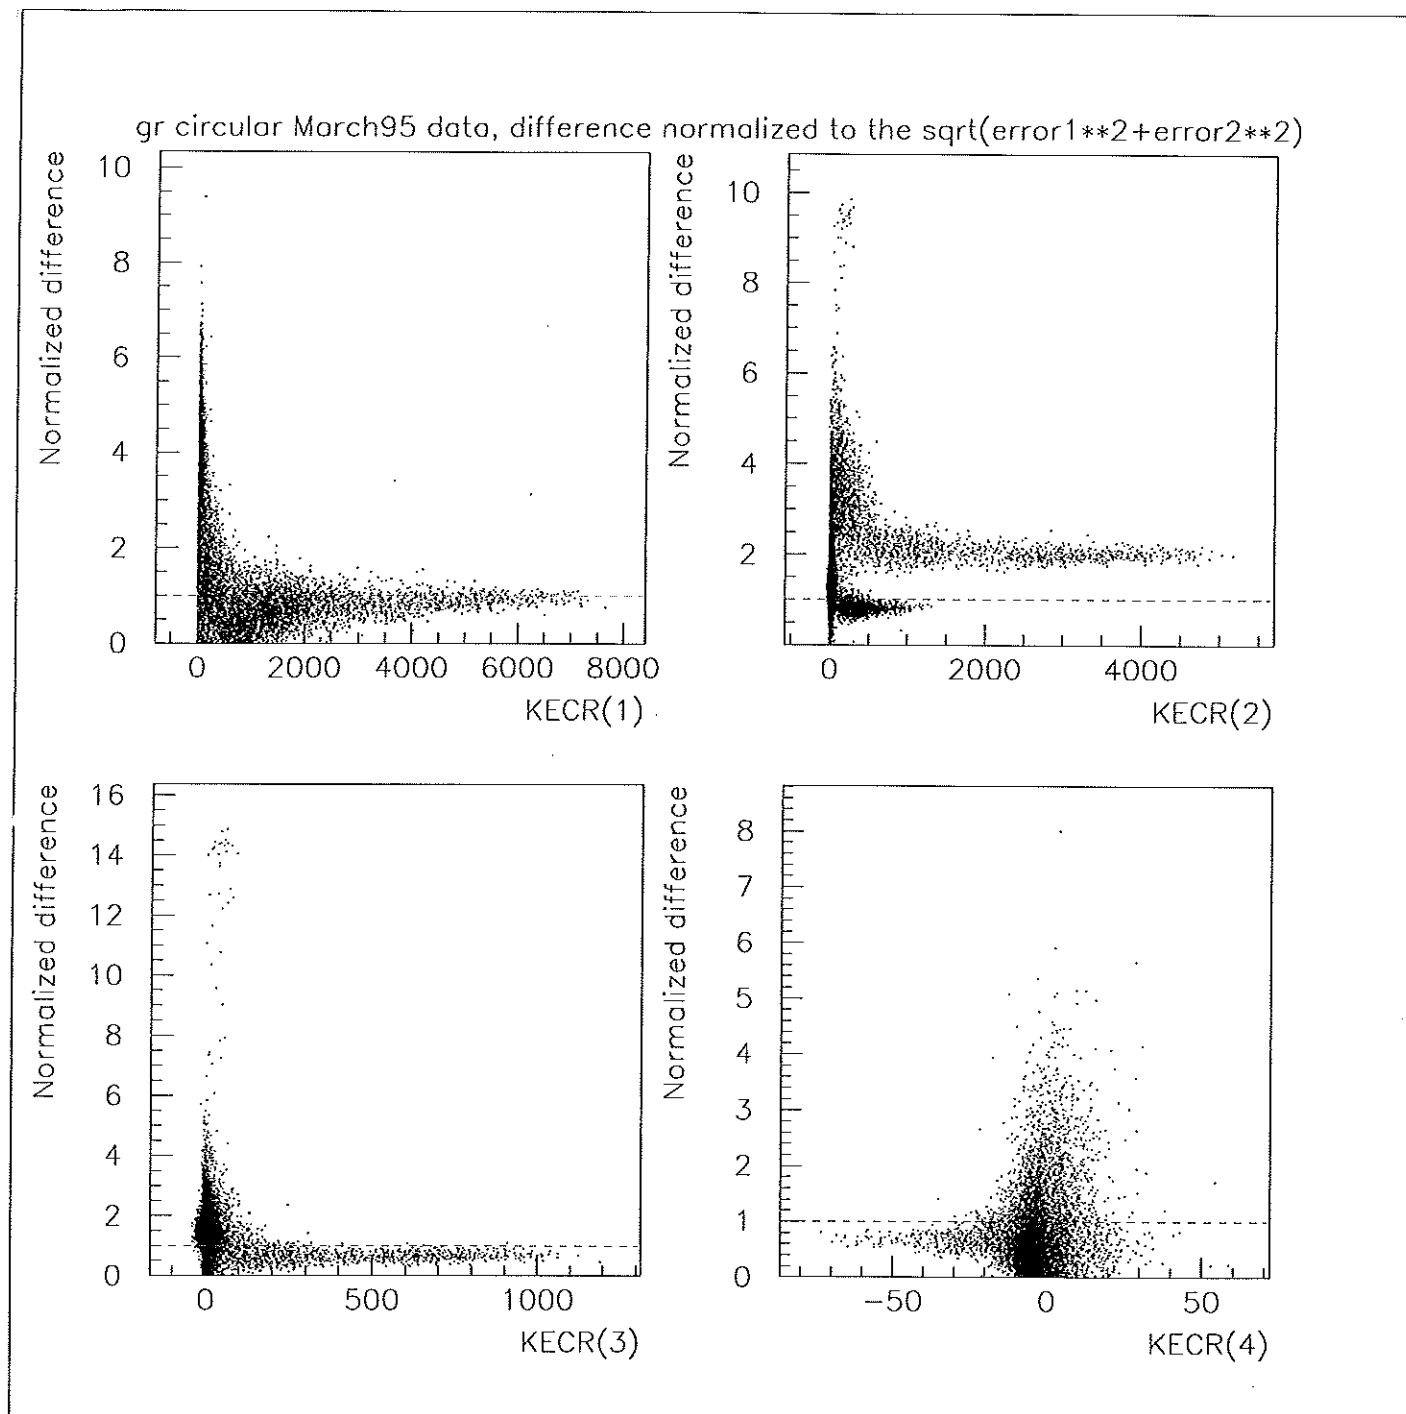 gr circular March95 data, difference normalized to the sqrt(error1**2+error2**2)
Normalized difference
10
8
6
4
2
0
0 2000 4000 6000 8000
KECR(1)
Normalized difference
10
8
6
4
2
0 2000 4000
KECR(2)
Normalized difference
16
14
12
10
8
6
4
2
0
0 500 1000
KECR(3)
Normalized difference
8
7
6
5
4
3
2
1
0
-50 0 50
KECR(4)